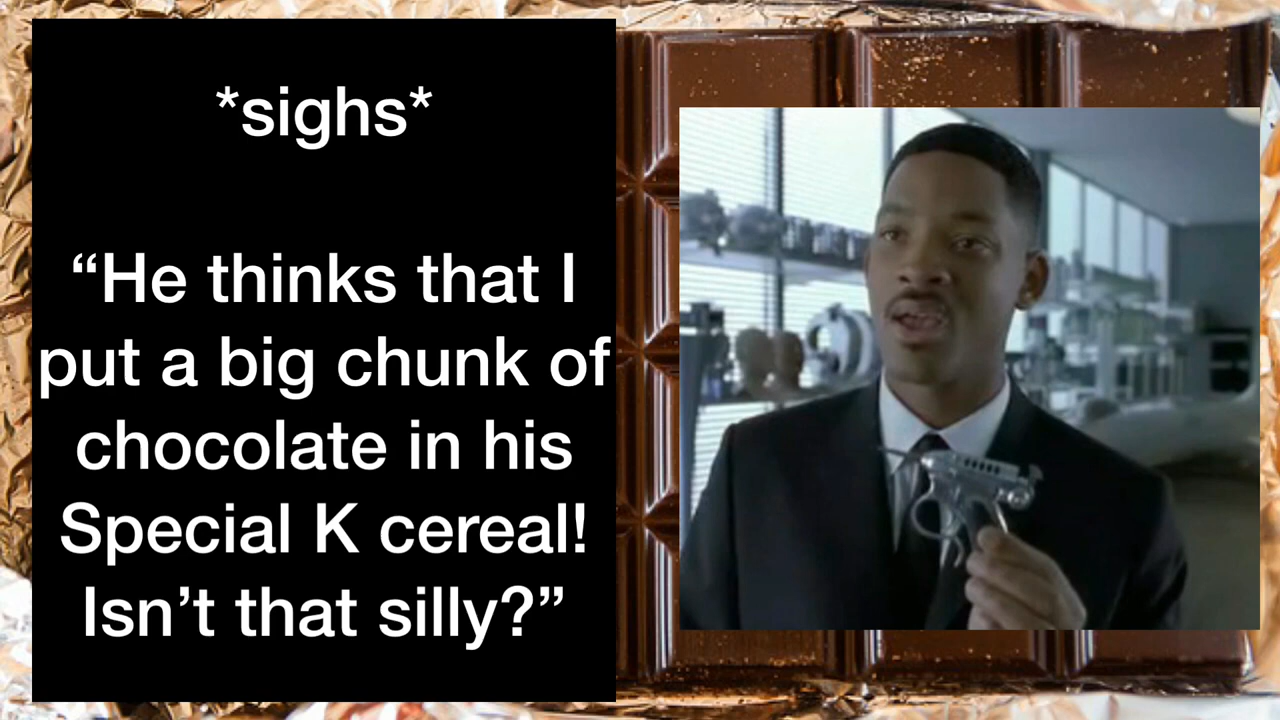 *sighs*
“He thinks that I
put a big chunk of
chocolate in his
Special K cereal!
Isn’t that silly?”